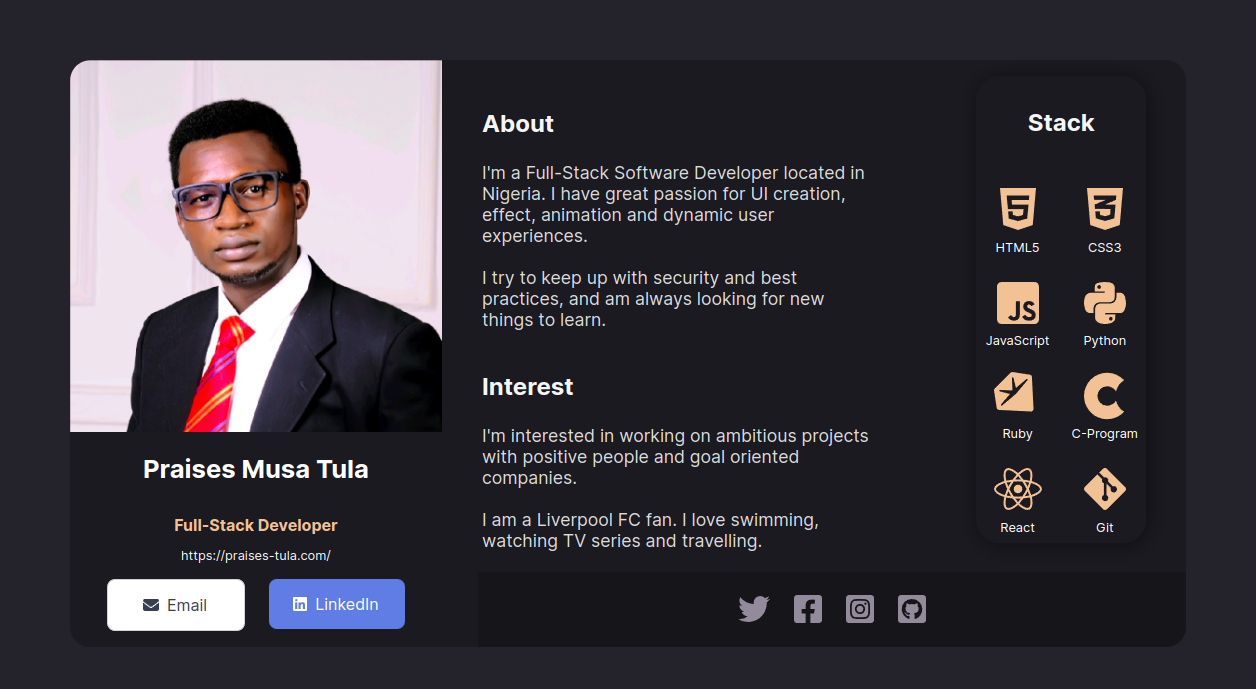 Praises Musa Tula
Full-Stack Developer
https://praises-tula.com/
Email
LinkedIn
About
I'm a Full-Stack Software Developer located in
Nigeria. I have great passion for UI creation,
effect, animation and dynamic user
experiences.
I try to keep up with security and best
practices, and am always looking for new
things to learn.
Interest
I'm interested in working on ambitious projects
with positive people and goal oriented
companies.
I am a Liverpool FC fan. I love swimming,
watching TV series and travelling.
Stack
HTML5
CSS3
JS
JavaScript
Python
Ruby
C-Program
React
Git